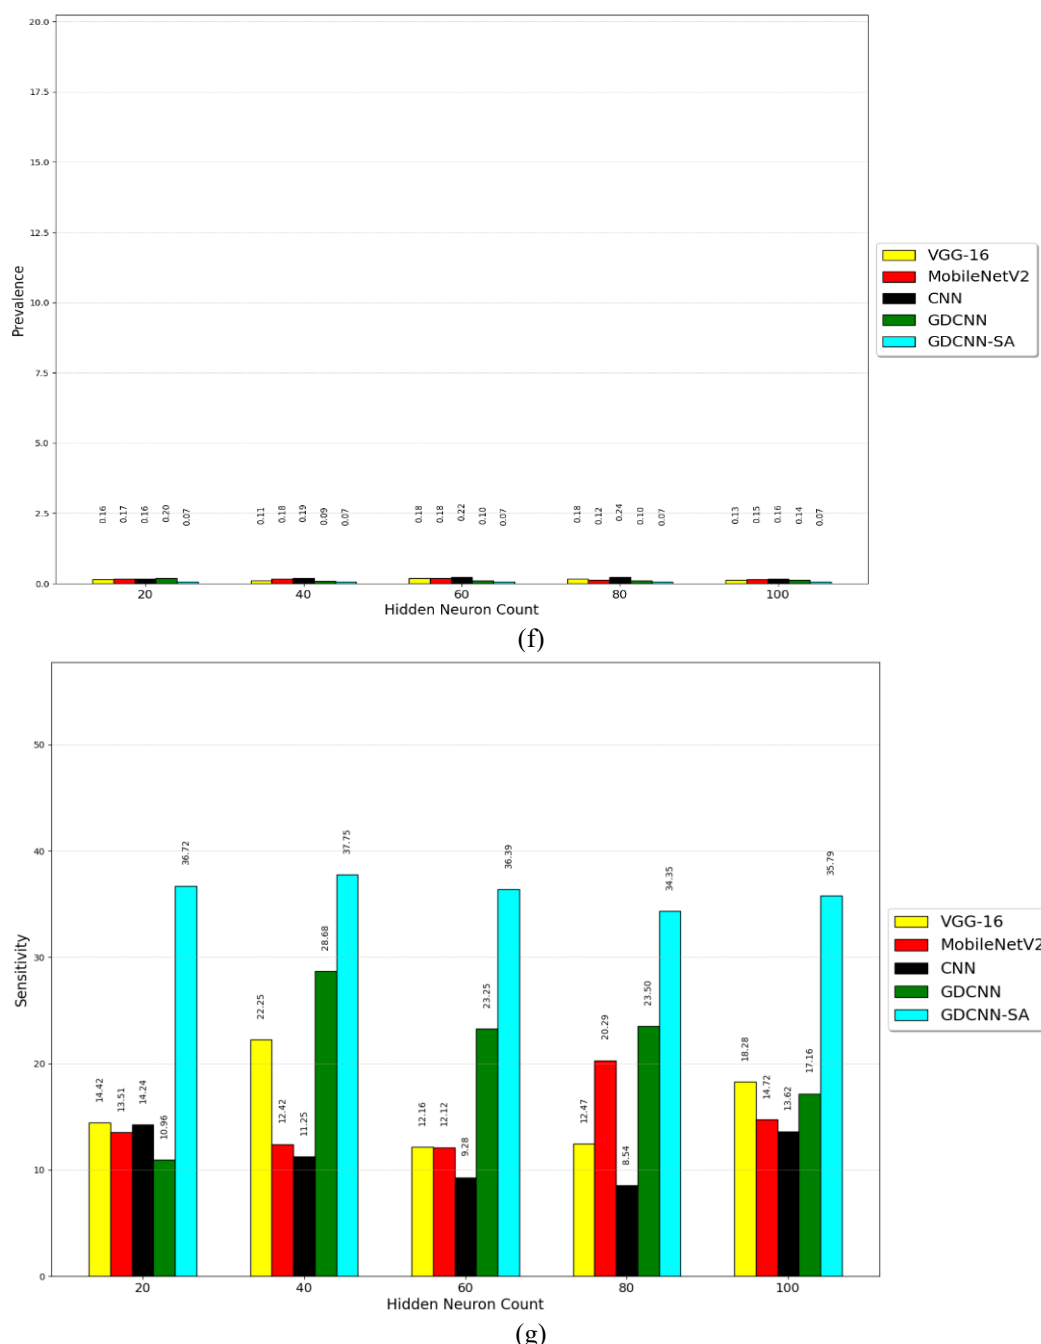 20.0
17.5
15.0
12.5
10.0
7.5
5.0
2.5
0.0
Prevalence
0.16 0.17 0.16 0.20 0.07 0.11 0.18 0.19 0.09 0.07 0.18 0.18 0.22 0.10 0.07 0.18 0.12 0.24 0.10 0.07 0.13 0.15 0.16 0.14 0.07
20 40 60 80 100
Hidden Neuron Count
VGG-16
MobileNetV2
CNN
GDCNN
GDCNN-SA
(f)
50
40
30
20
10
0
Sensitivity
14.42 13.51 14.24 10.96 36.72 22.25 12.42 11.25 28.68 37.75 12.16 12.12 9.28 23.25 36.39 12.47 20.29 8.54 23.50 34.35 18.28 14.72 13.62 17.16 35.79
20 40 60 80 100
Hidden Neuron Count
VGG-16
MobileNetV2
CNN
GDCNN
GDCNN-SA
(g)